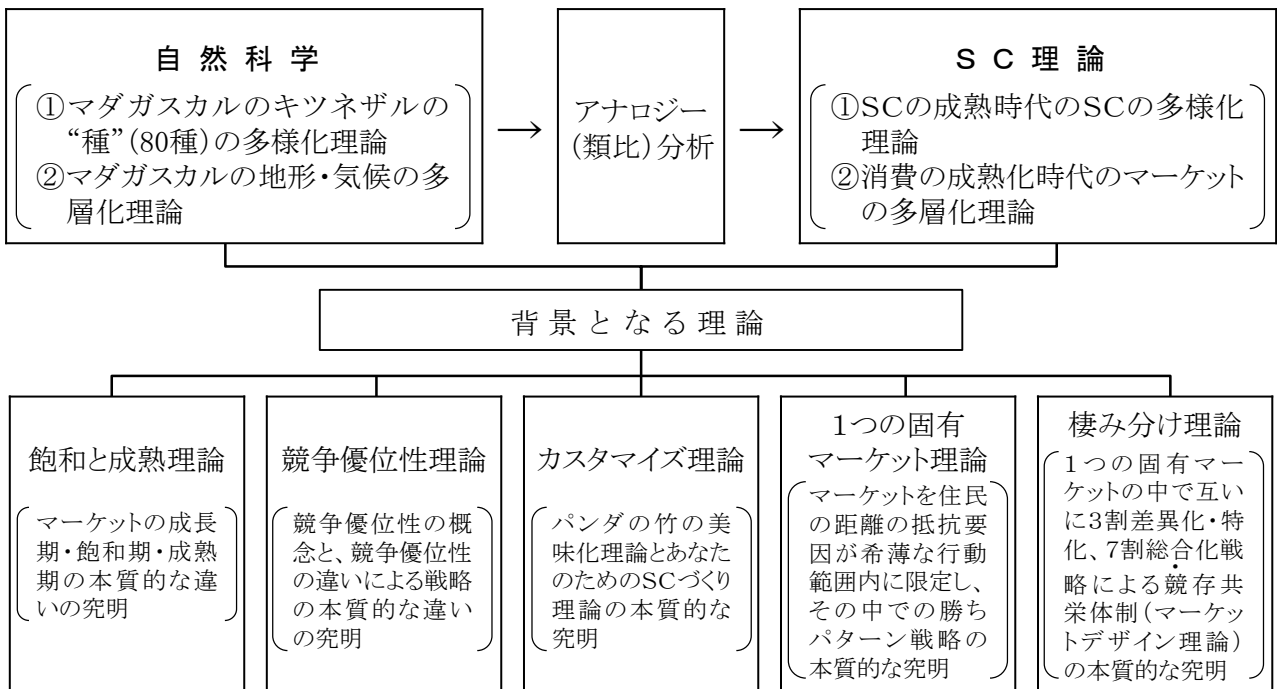 自然科学
①マダガスカルのキツネザルの
“種”(80種)の多様化理論
②マダガスカルの地形・気候の多
層化理論
→
アナロジー
(類比)分析
→
SC理論
①SCの成熟時代のSCの多様化
理論
②消費の成熟化時代のマーケット
の多層化理論
背景となる理論
飽和と成熟理論
マーケットの成長
期・飽和期・成熟
期の本質的な違
いの究明
競争優位性理論
競争優位性の概
念と、競争優位性
の違いによる戦略
の本質的な違い
の究明
カスタマイズ理論
パンダの竹の美
味化理論とあなた
のためのSCづくり
理論の本質的な
究明
1つの固有
マーケット理論
マーケットを住民
の距離の抵抗要
因が希薄な行動
範囲内に限定し、
その中での勝ち
パターン戦略の
本質的な究明
棲み分け理論
1つの固有マー
ケットの中で互い
に3割差異化・特
化、7割総合化戦
略による競存共
栄体制(マーケッ
トデザイン理論)
の本質的な究明